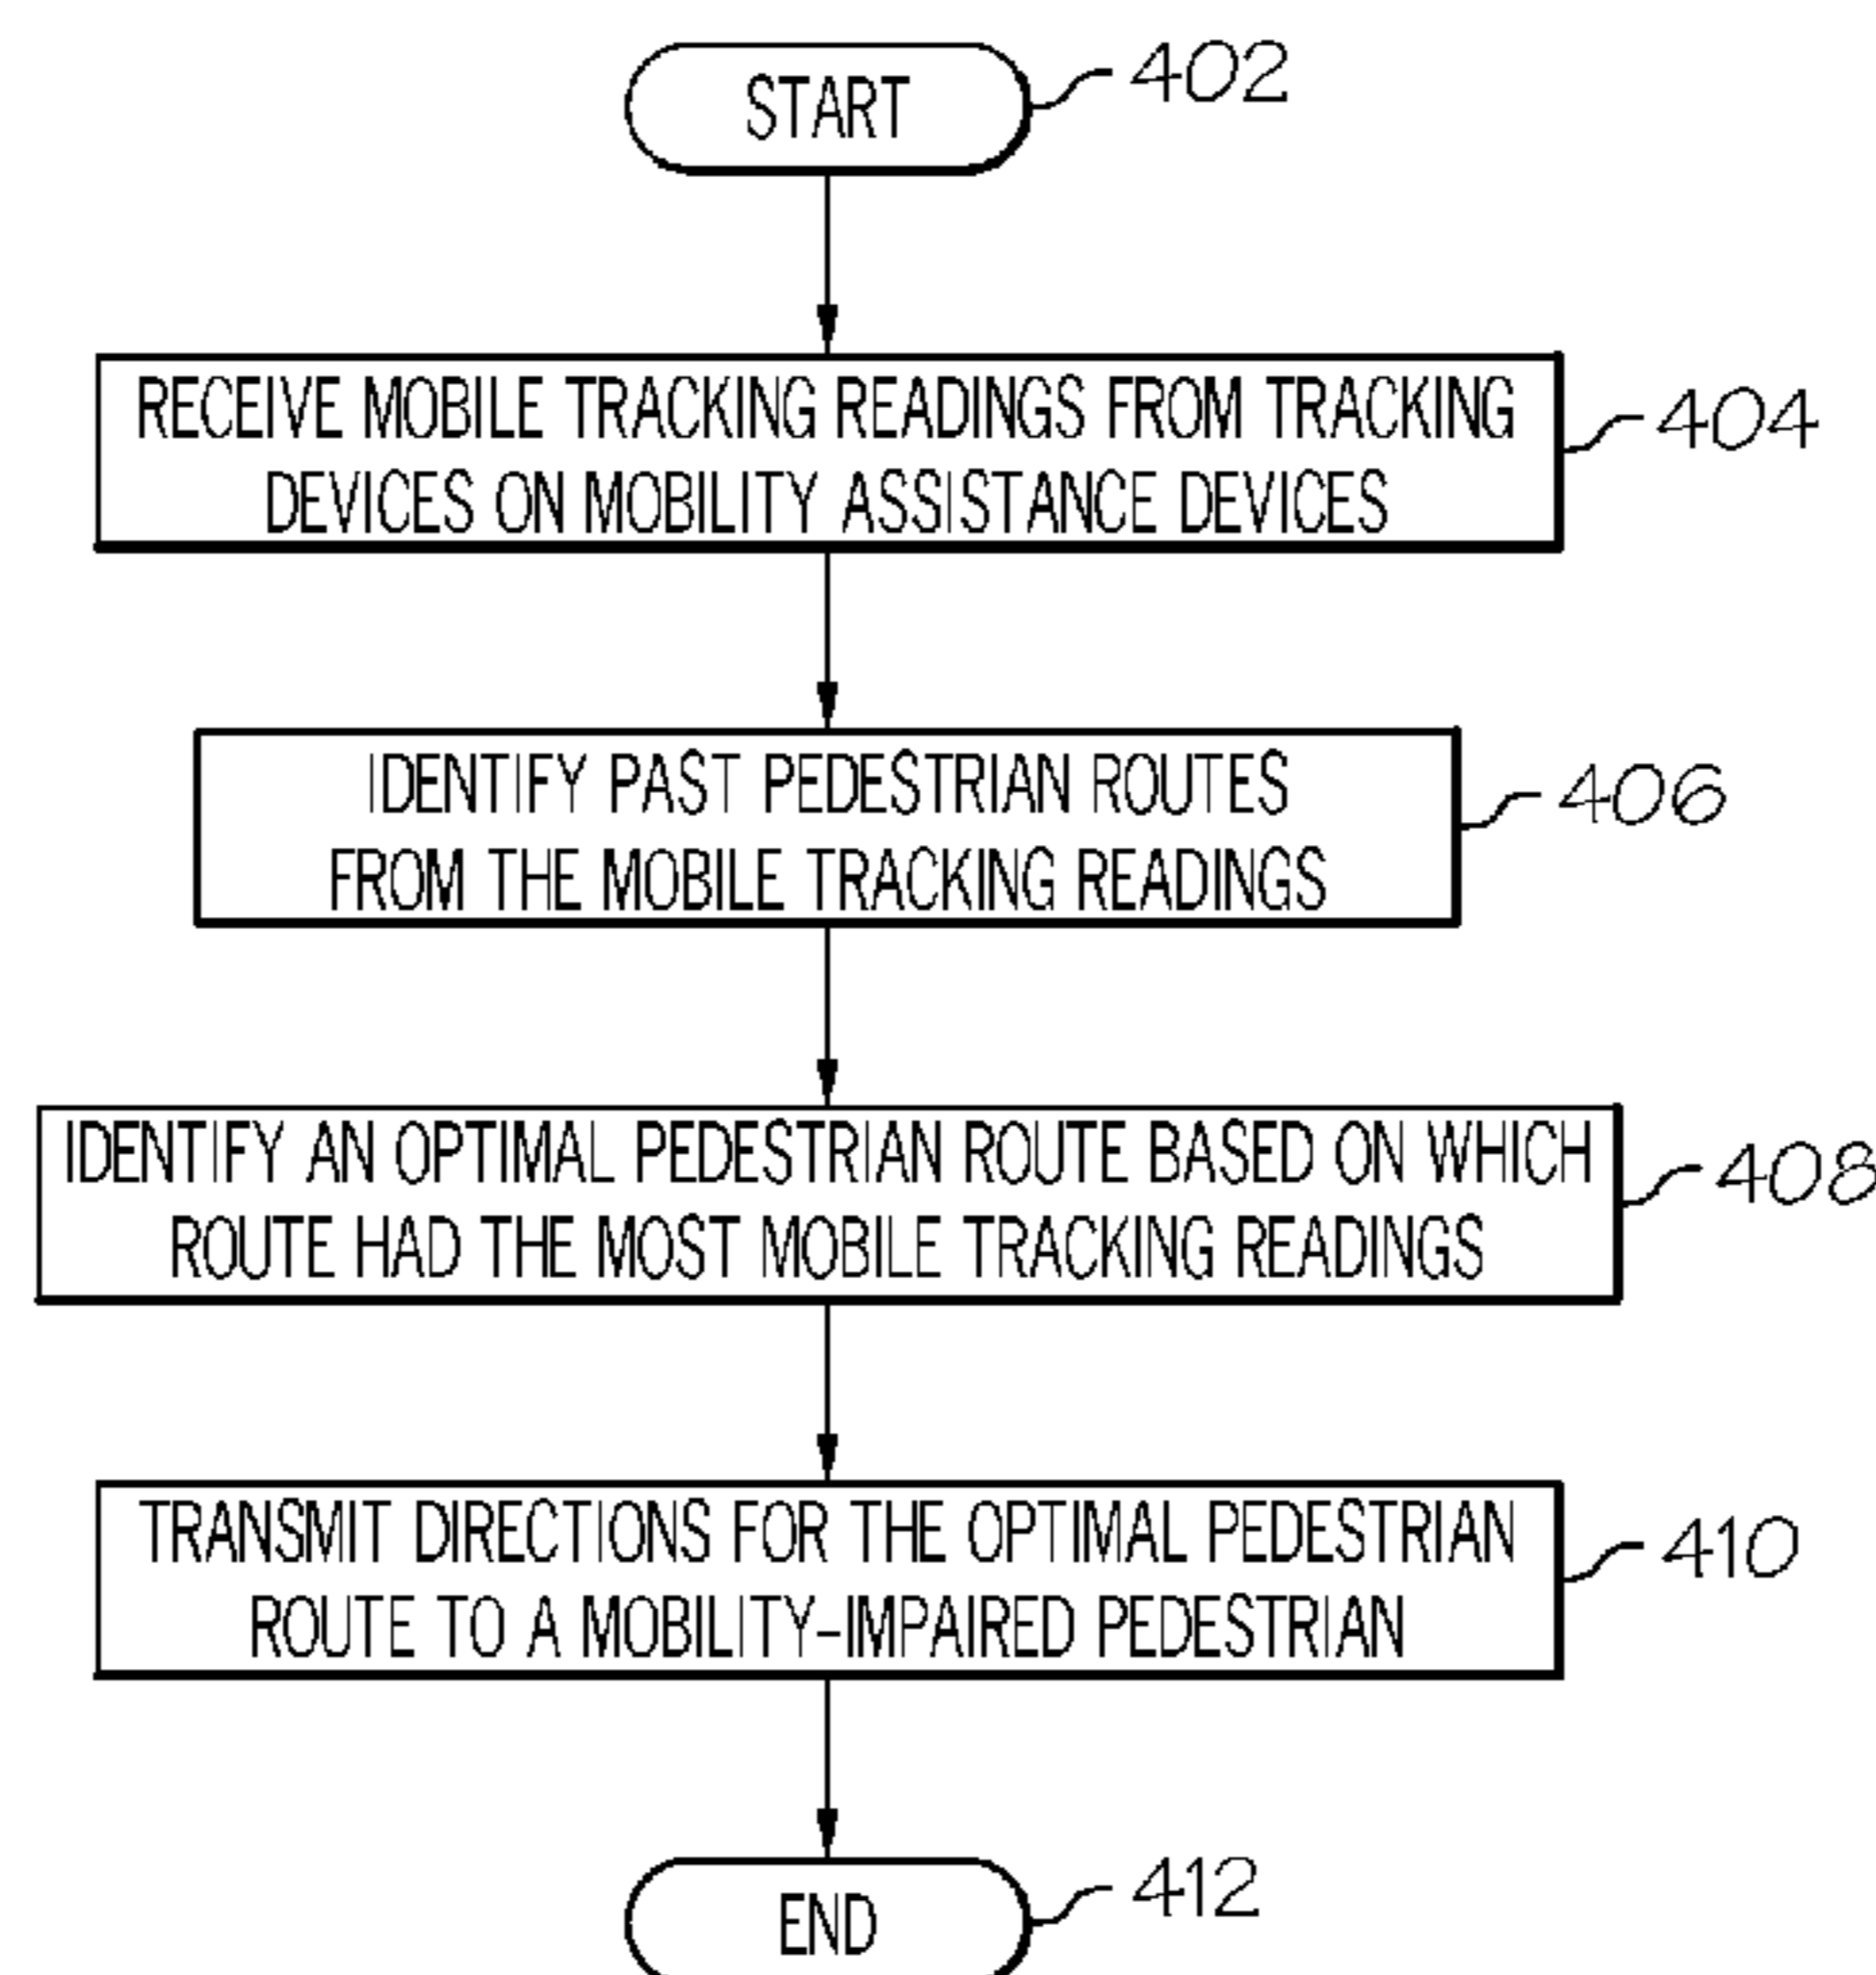 START
402
RECEIVE MOBILE TRACKING READINGS FROM TRACKING
DEVICES ON MOBILITY ASSISTANCE DEVICES
404
IDENTIFY PAST PEDESTRIAN ROUTES
FROM THE MOBILE TRACKING READINGS
406
IDENTIFY AN OPTIMAL PEDESTRIAN ROUTE BASED ON WHICH
ROUTE HAD THE MOST MOBILE TRACKING READINGS
408
TRANSMIT DIRECTIONS FOR THE OPTIMAL PEDESTRIAN
ROUTE TO A MOBILITY-IMPAIRED PEDESTRIAN
410
END
412